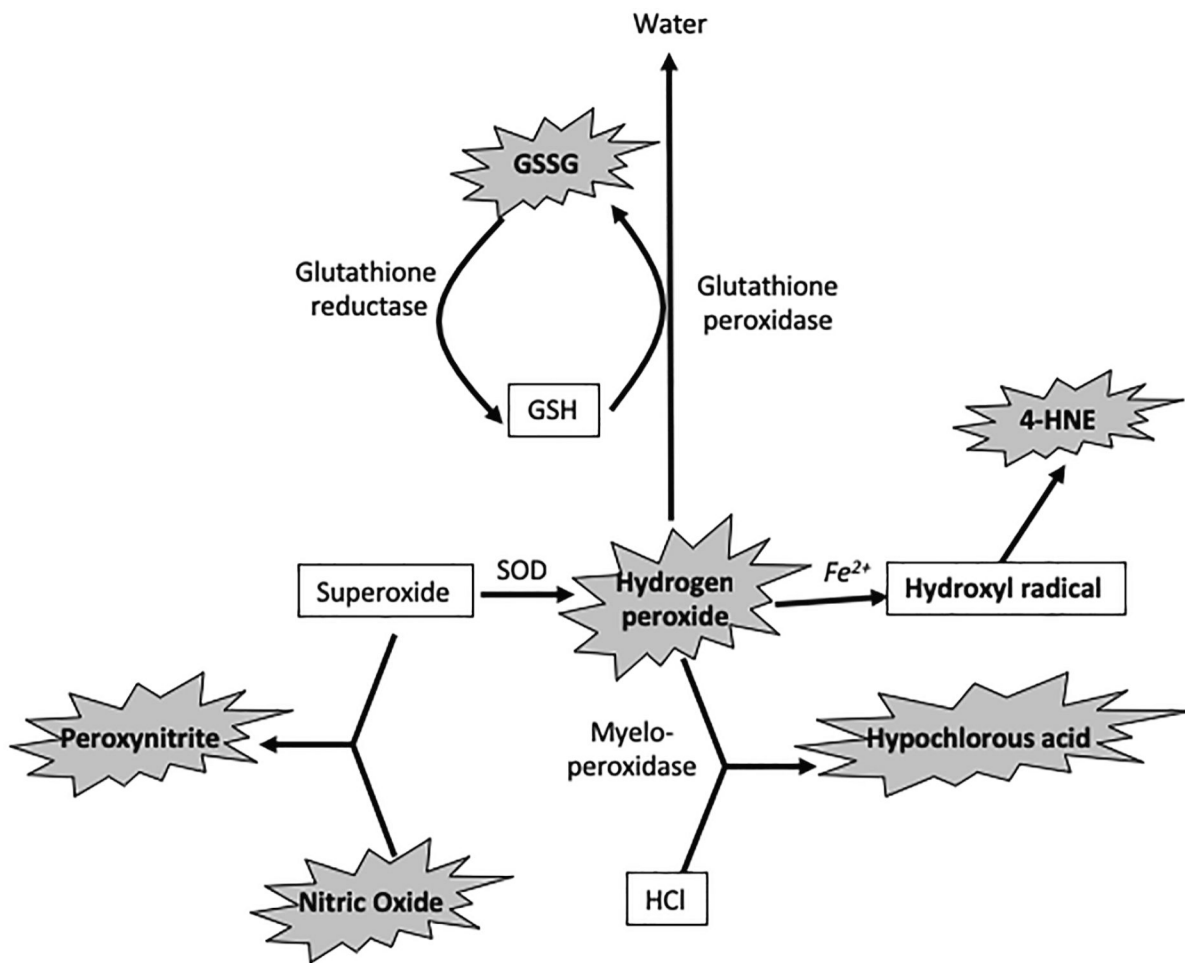 Water
GSSG
Glutathione
reductase
Glutathione
peroxidase
GSH
4-HNE
Superoxide
SOD
Hydrogen
peroxide
Fe²⁺
Hydroxyl radical
Peroxynitrite
Myelo-
peroxidase
Hypochlorous acid
Nitric Oxide
HCl